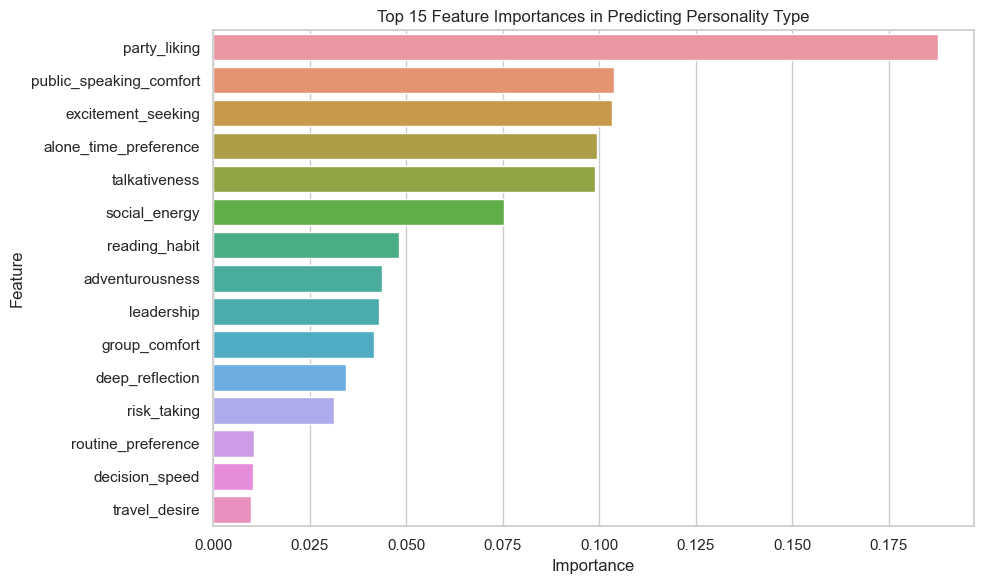 Top 15 Feature Importances in Predicting Personality Type
Feature
party_liking
public_speaking_comfort
excitement_seeking
alone_time_preference
talkativeness
social_energy
reading_habit
adventurousness
leadership
group_comfort
deep_reflection
risk_taking
routine_preference
decision_speed
travel_desire
0.000 0.025 0.050 0.075 0.100 0.125 0.150 0.175
Importance